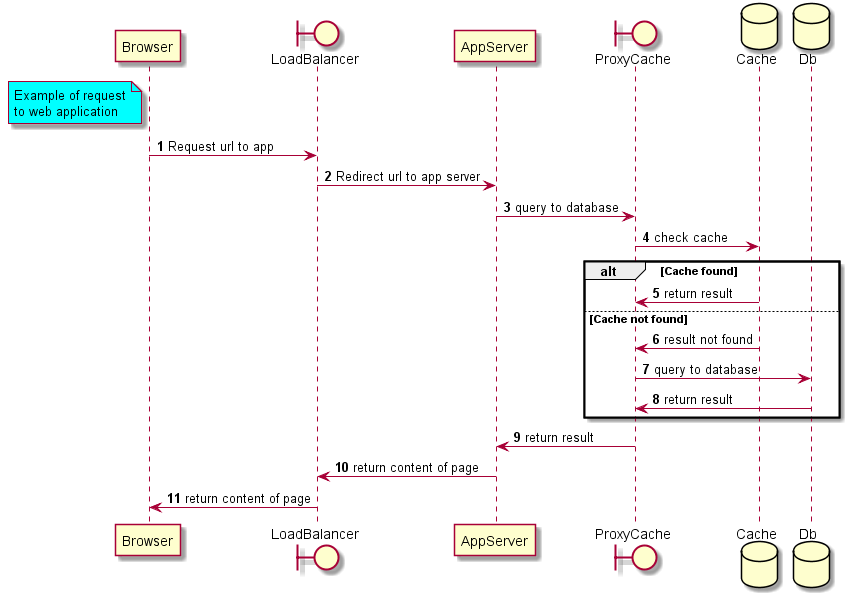 Browser
LoadBalancer
AppServer
ProxyCache
Cache
Db
Example of request
to web application
1 Request url to app
2 Redirect url to app server
3 query to database
4 check cache
alt [Cache found]
5 return result
[Cache not found]
6 result not found
7 query to database
8 return result
9 return result
10 return content of page
11 return content of page
Browser
LoadBalancer
AppServer
ProxyCache
Cache
Db